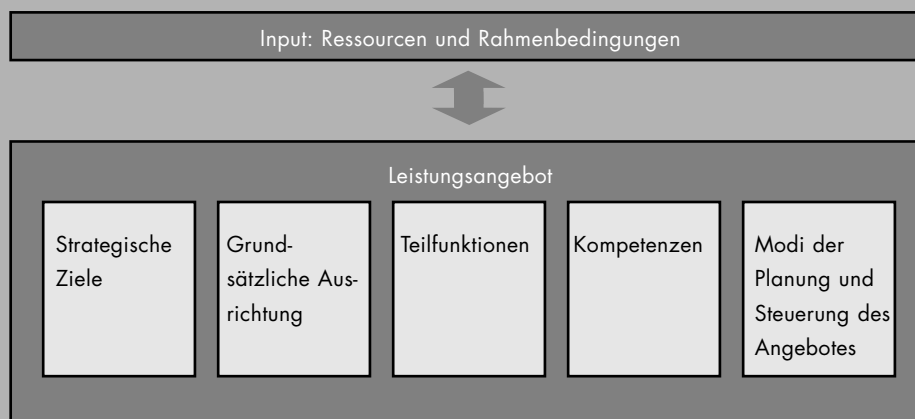 Input: Ressourcen und Rahmenbedingungen
Leistungsangebot
Strategische
Ziele
Grund-
sätzliche Aus-
richtung
Teilfunktionen
Kompetenzen
Modi der
Planung und
Steuerung des
Angebotes